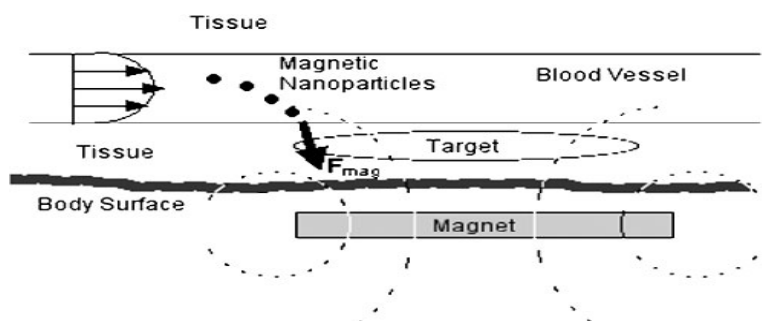 Tissue
Magnetic
Nanoparticles
Blood Vessel
Tissue
Target
Fmag
Body Surface
Magnet